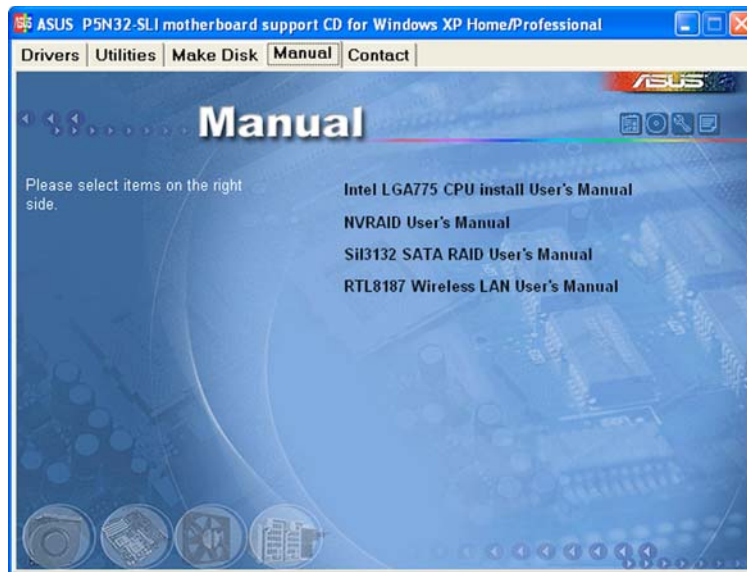 ASUS P5N32-SLI motherboard support CD for Windows XP Home/Professional
Drivers Utilities Make Disk Manual Contact
ASUS
Manual
Please select items on the right
side.
Intel LGA775 CPU install User's Manual
NVRAID User's Manual
Sil3132 SATA RAID User's Manual
RTL8187 Wireless LAN User's Manual